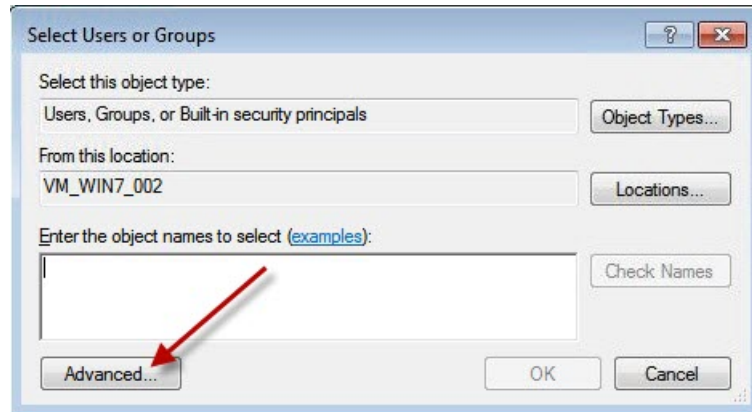 Select Users or Groups
Select this object type:
Users, Groups, or Built-in security principals
Object Types...
From this location:
VM_WIN7_002
Locations...
Enter the object names to select (examples):
Check Names
Advanced...
OK
Cancel